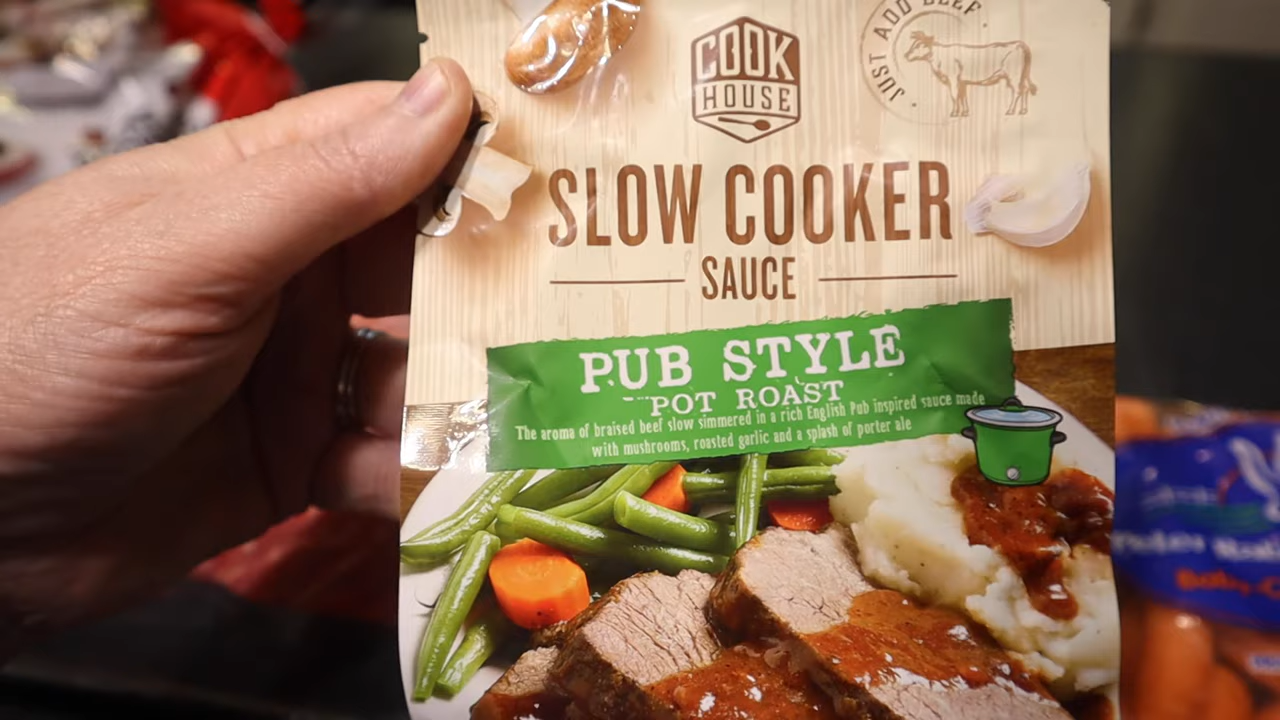 COOK
HOUSE
JUST ADD BEEF
SLOW COOKER
SAUCE
PUB STYLE
POT ROAST
The aroma of braised beef slow simmered in a rich English Pub inspired sauce made
with mushrooms, roasted garlic and a splash of porter ale